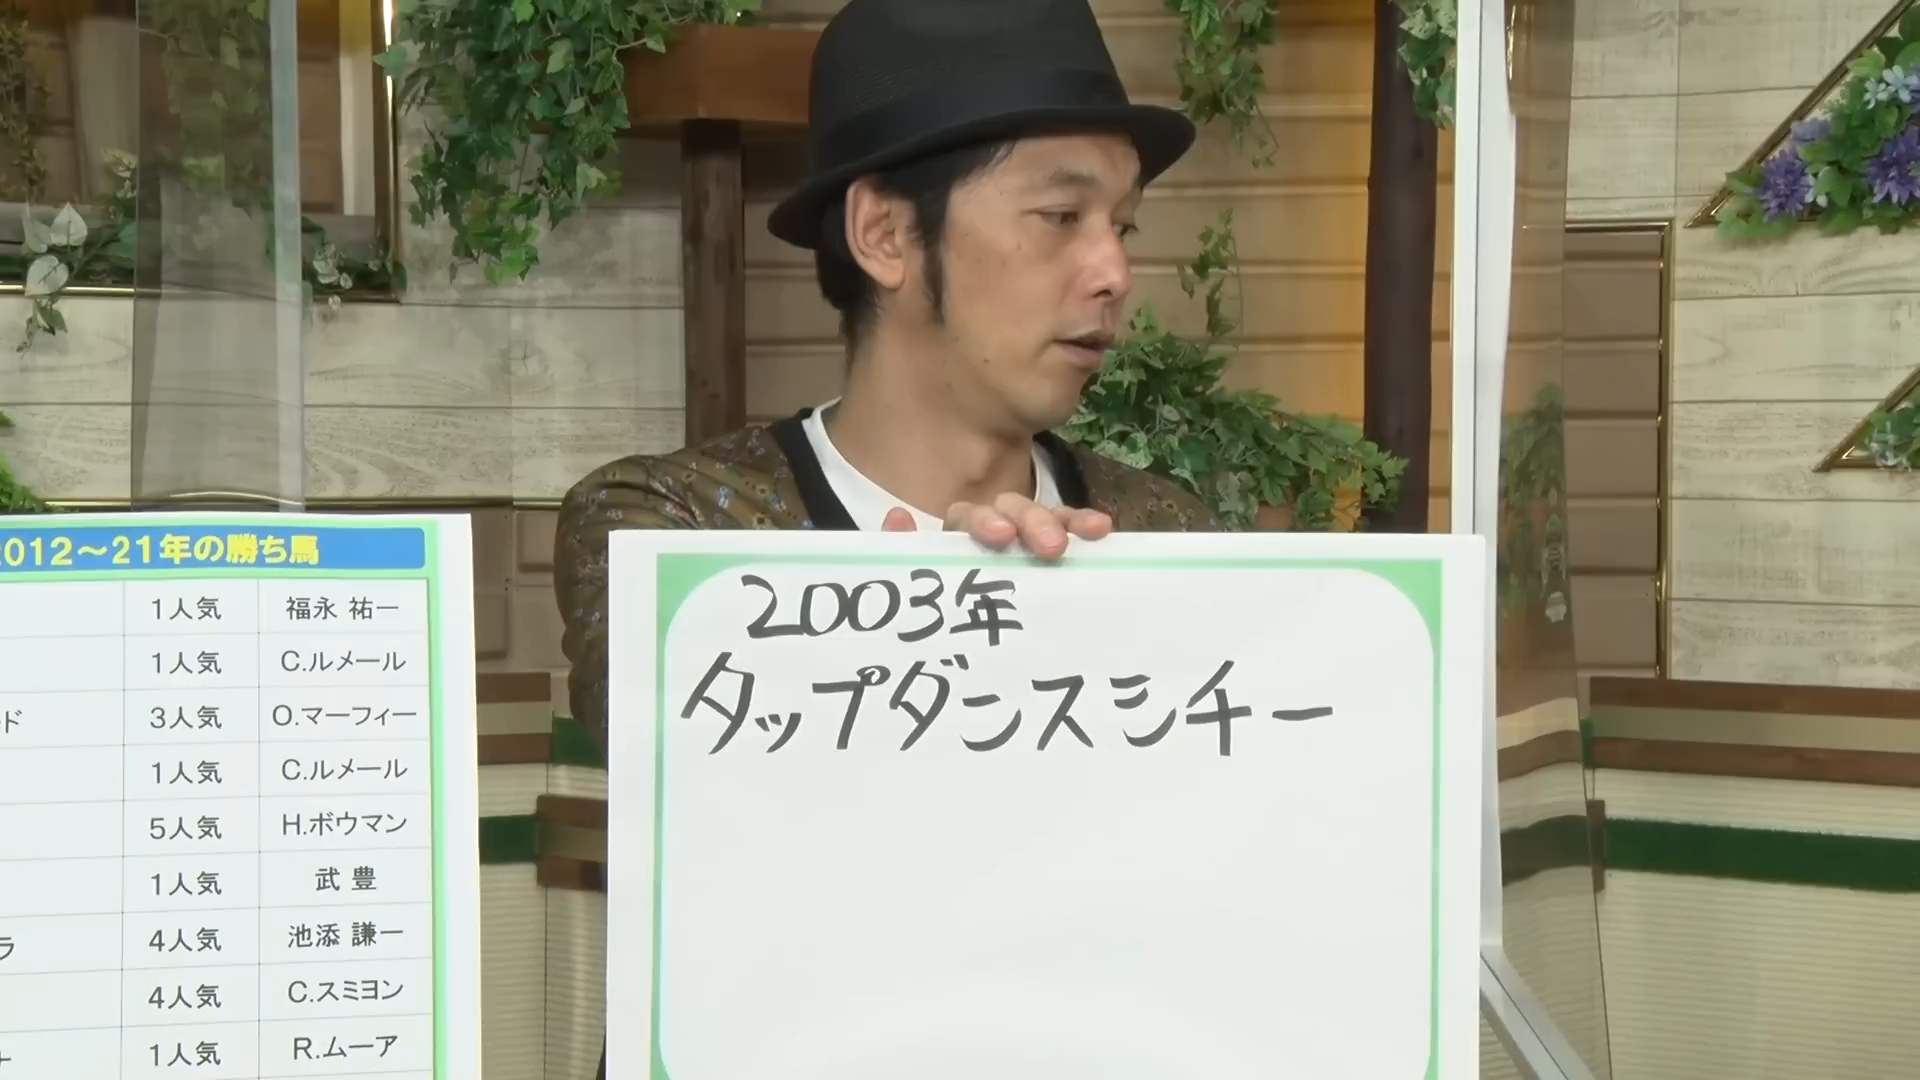 2012～21年の勝ち馬
1人気 福永 祐一
1人気 C.ルメール
ド 3人気 O.マーフィー
1人気 C.ルメール
5人気 H.ボウマン
1人気 武 豊
ラ 4人気 池添 謙一
4人気 C.スミヨン
1人気 R.ムーア
2003年
タップダンスシチー